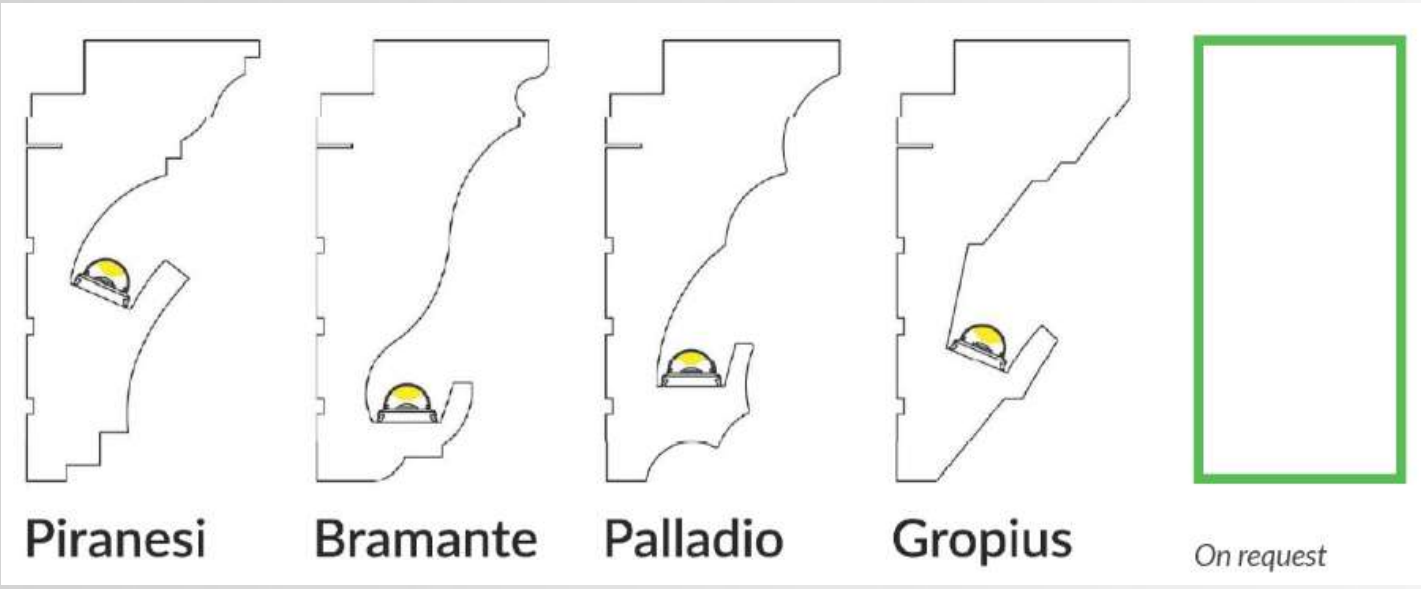 Piranesi
Bramante
Palladio
Gropius
On request